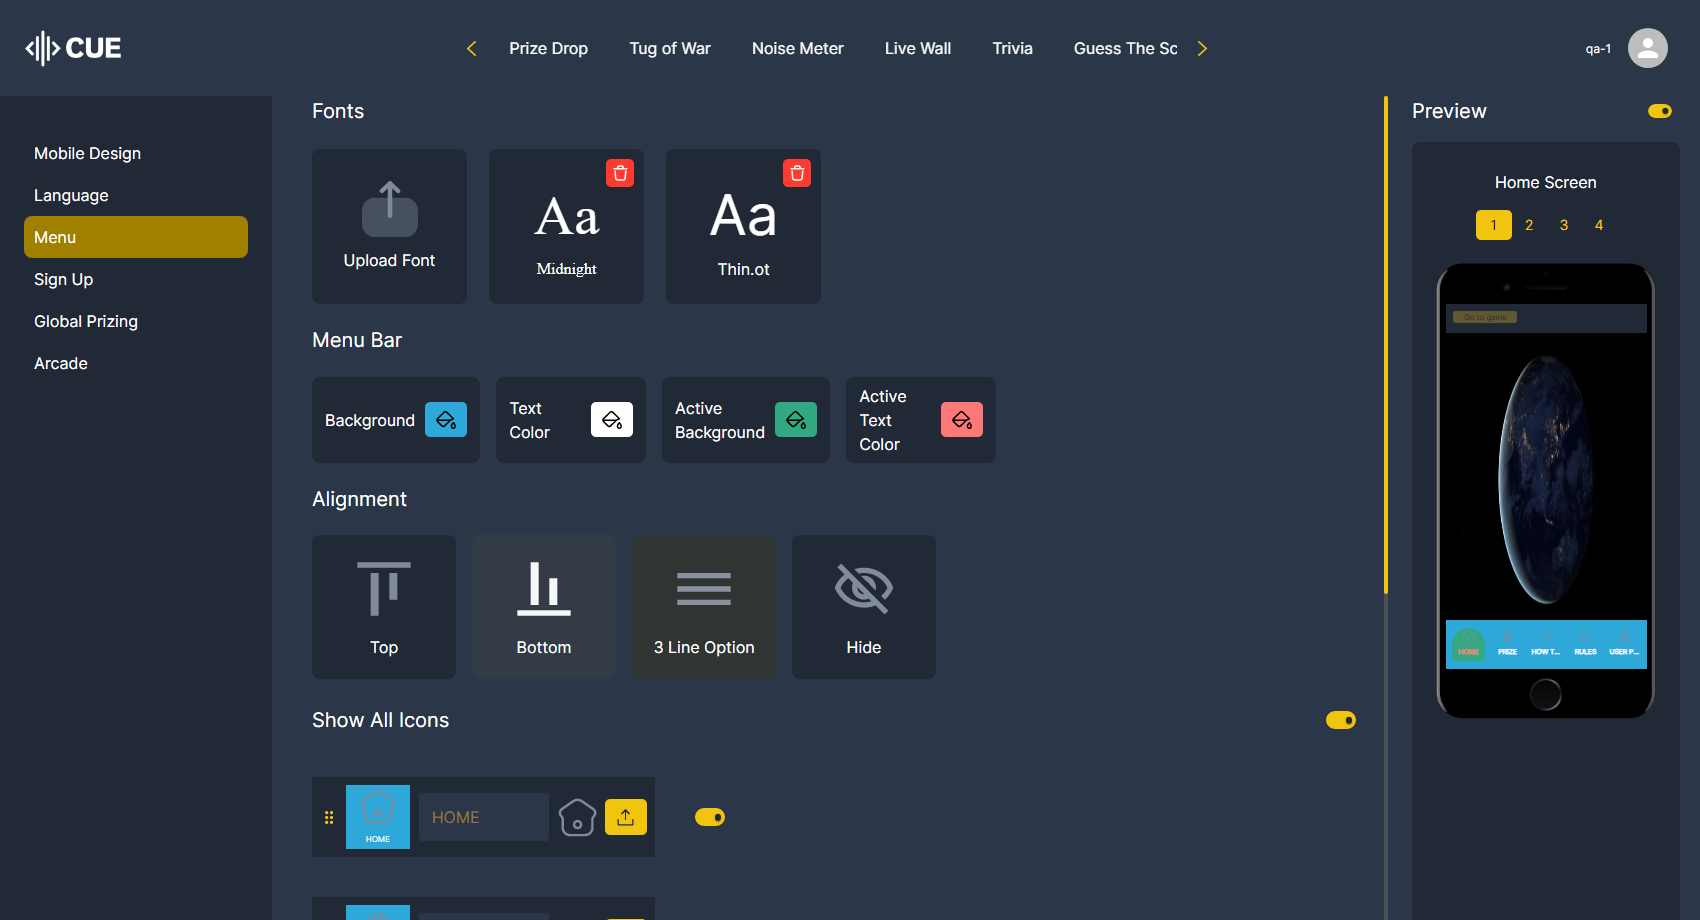 CUE
Prize Drop
Tug of War
Noise Meter
Live Wall
Trivia
Guess The Sc
qa-1
Mobile Design
Language
Menu
Sign Up
Global Prizing
Arcade
Fonts
Upload Font
Aa
Midnight
Aa
Thin.ot
Menu Bar
Background
Text
Color
Active
Background
Active
Text
Color
Alignment
Top
Bottom
3 Line Option
Hide
Show All Icons
HOME
HOME
Preview
Home Screen
1 2 3 4
Go to game
HOME PRIZE HOW T... RULES USER P...